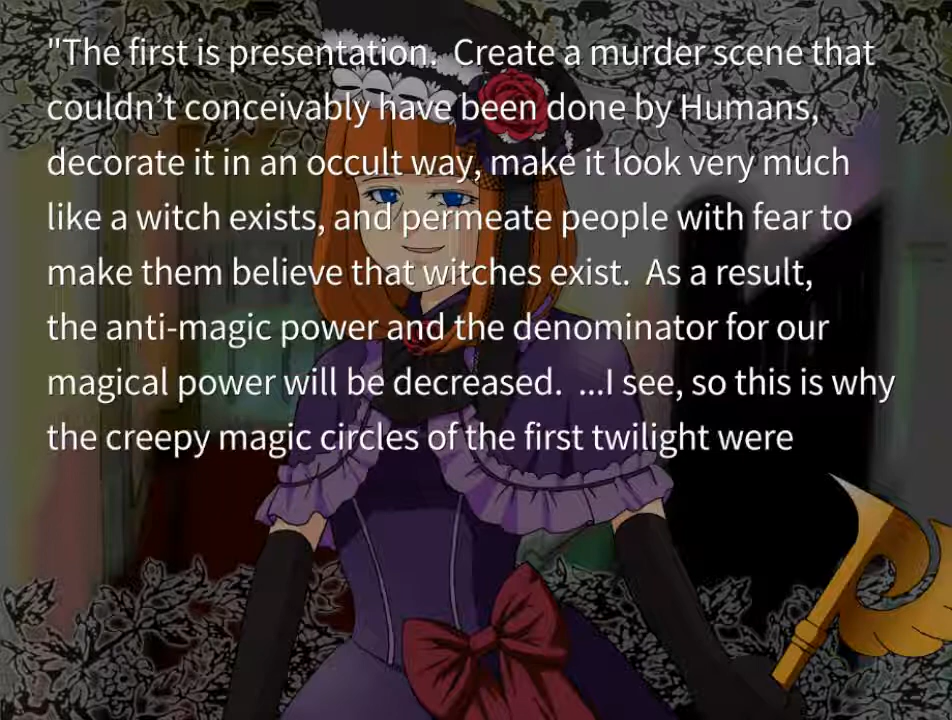 "The first is presentation.  Create a murder scene that
couldn’t conceivably have been done by Humans,
decorate it in an occult way, make it look very much
like a witch exists, and permeate people with fear to
make them believe that witches exist.  As a result,
the anti-magic power and the denominator for our
magical power will be decreased.  ...I see, so this is why
the creepy magic circles of the first twilight were